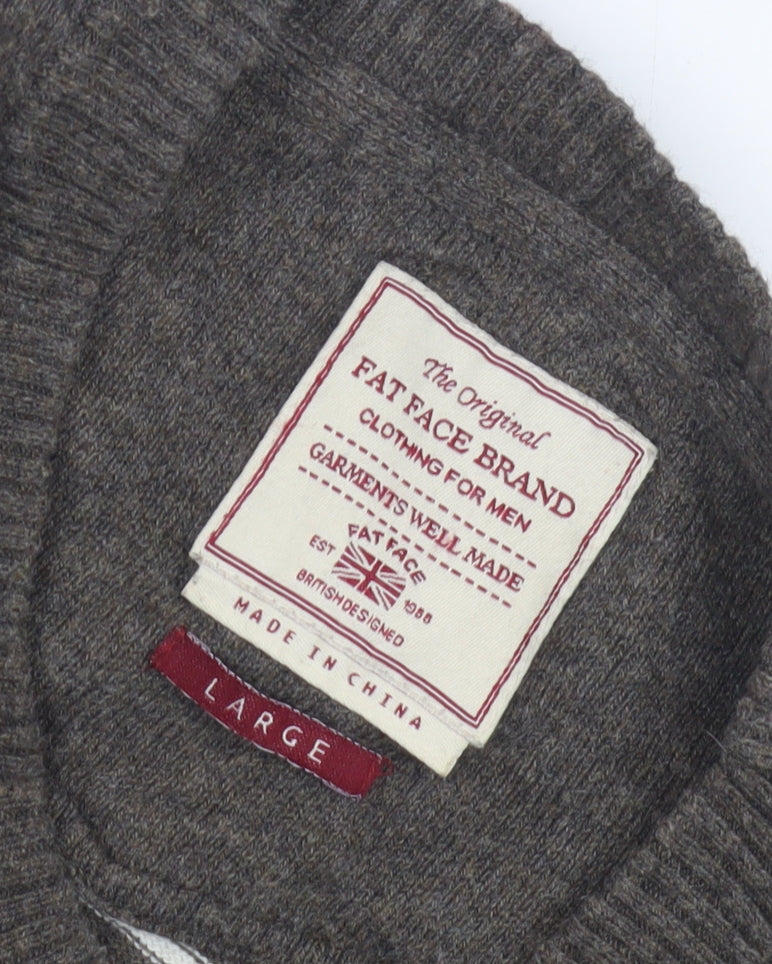 The Original
FAT FACE BRAND
CLOTHING FOR MEN
GARMENTS WELL MADE
FAT FACE
EST 1988
BRITISH DESIGNED
MADE IN CHINA
LARGE